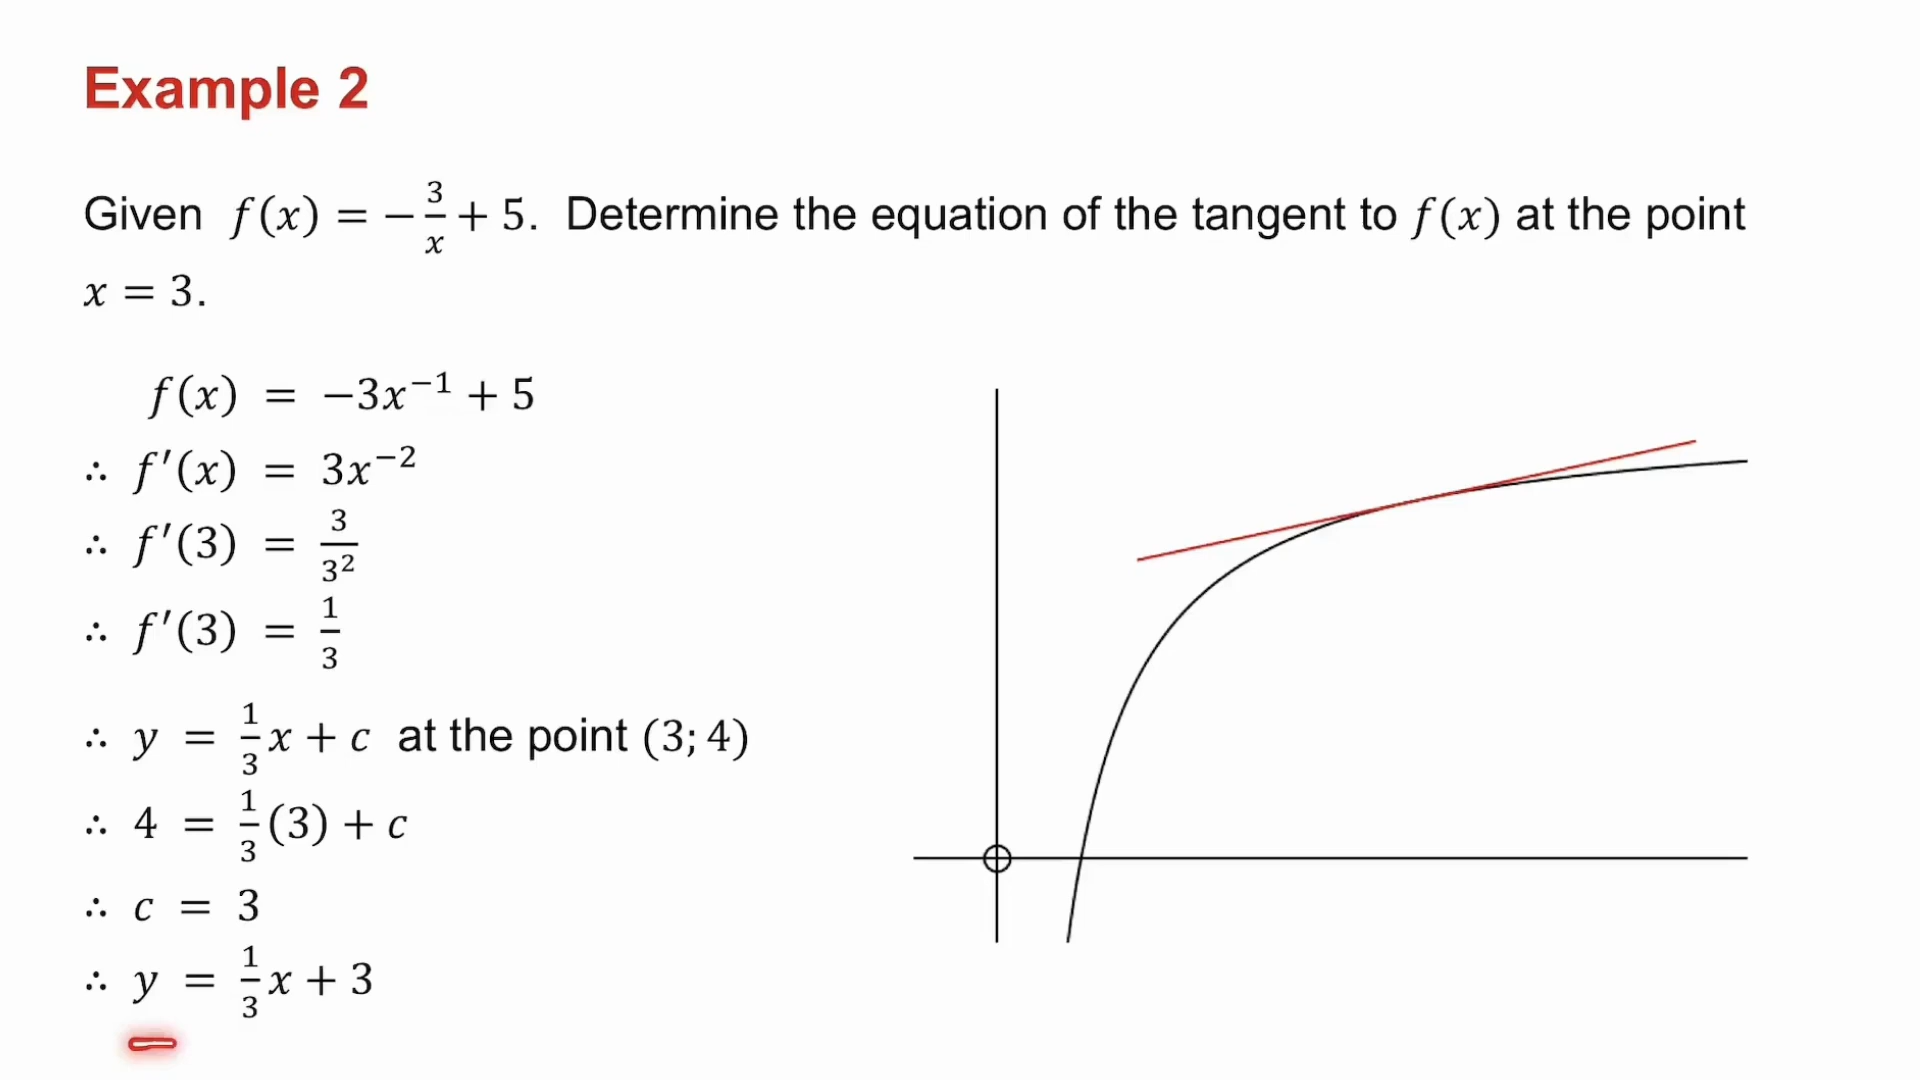 Example 2
Given f(x) = −3/x + 5. Determine the equation of the tangent to f(x) at the point
x = 3.
f(x) = −3x⁻¹ + 5
∴ f′(x) = 3x⁻²
∴ f′(3) = 3/3²
∴ f′(3) = 1/3
∴ y = 1/3 x + c at the point (3; 4)
∴ 4 = 1/3 (3) + c
∴ c = 3
∴ y = 1/3 x + 3